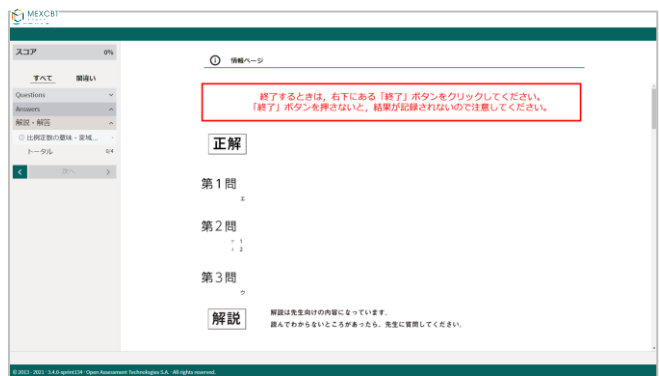 MEXCBT
スコア 0%
すべて 間違い
Questions
Answers
解説・解答
比例定数の意味・変域...
トータル 0/4
次へ
情報ページ
終了するときは，右下にある「終了」ボタンをクリックしてください。
「終了」ボタンを押さないと，結果が記録されないので注意してください。
正解
第1問
エ
第2問
ア 1
イ 2
第3問
ウ
解説
解説は先生向けの内容になっています．
読んでわからないところがあったら、先生に質問してください．
© 2013 - 2021 · 3.4.0-sprint134 · Open Assessment Technologies S.A. · All rights reserved.